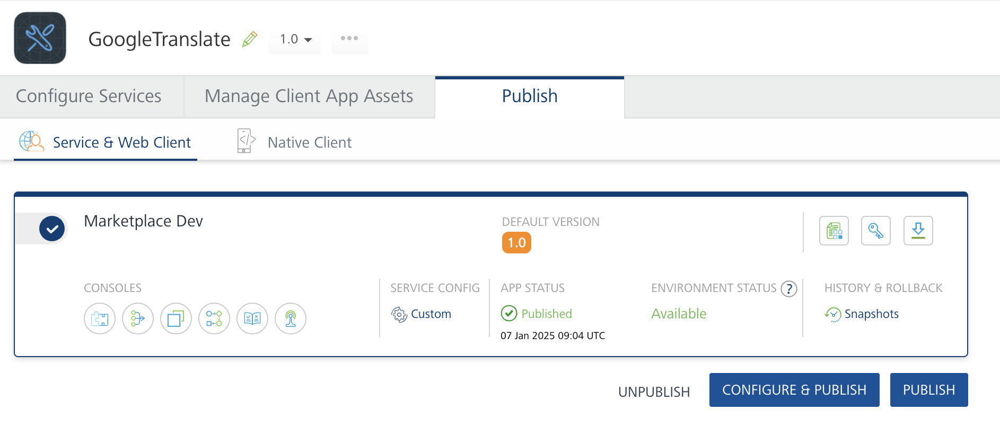 GoogleTranslate
1.0
Configure Services
Manage Client App Assets
Publish
Service & Web Client
Native Client
Marketplace Dev
DEFAULT VERSION
1.0
CONSOLES
SERVICE CONFIG
Custom
APP STATUS
Published
07 Jan 2025 09:04 UTC
ENVIRONMENT STATUS ?
Available
HISTORY & ROLLBACK
Snapshots
UNPUBLISH
CONFIGURE & PUBLISH
PUBLISH